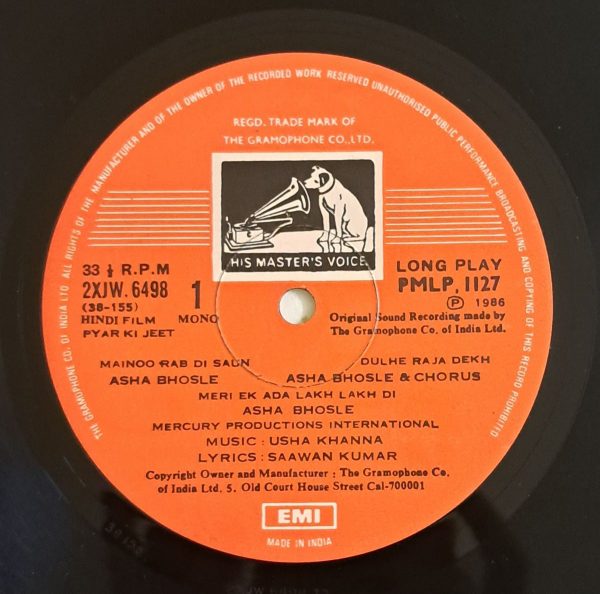 THE GRAMOPHONE CO. OF INDIA LTD. ALL RIGHTS OF THE MANUFACTURER AND OF THE OWNER OF THE RECORDED WORK RESERVED UNAUTHORISED PUBLIC PERFORMANCE BROADCASTING AND COPYING OF THIS RECORD PROHIBITED
REGD. TRADE MARK OF
THE GRAMOPHONE CO., LTD.
HIS MASTER'S VOICE
33 ⅓ R.P.M
2XJW. 6498
(38-155)
HINDI FILM
PYAR KI JEET
1
MONO
LONG PLAY
PMLP, 1127
Ⓟ 1986
Original Sound Recording made by
The Gramophone Co. of India Ltd.
MAINOO RAB DI SAUN DULHE RAJA DEKH
ASHA BHOSLE ASHA BHOSLE & CHORUS
MERI EK ADA LAKH LAKH DI
ASHA BHOSLE
MERCURY PRODUCTIONS INTERNATIONAL
MUSIC : USHA KHANNA
LYRICS : SAAWAN KUMAR
Copyright Owner and Manufacturer : The Gramophone Co.
of India Ltd. 5, Old Court House Street Cal-700001
EMI
MADE IN INDIA